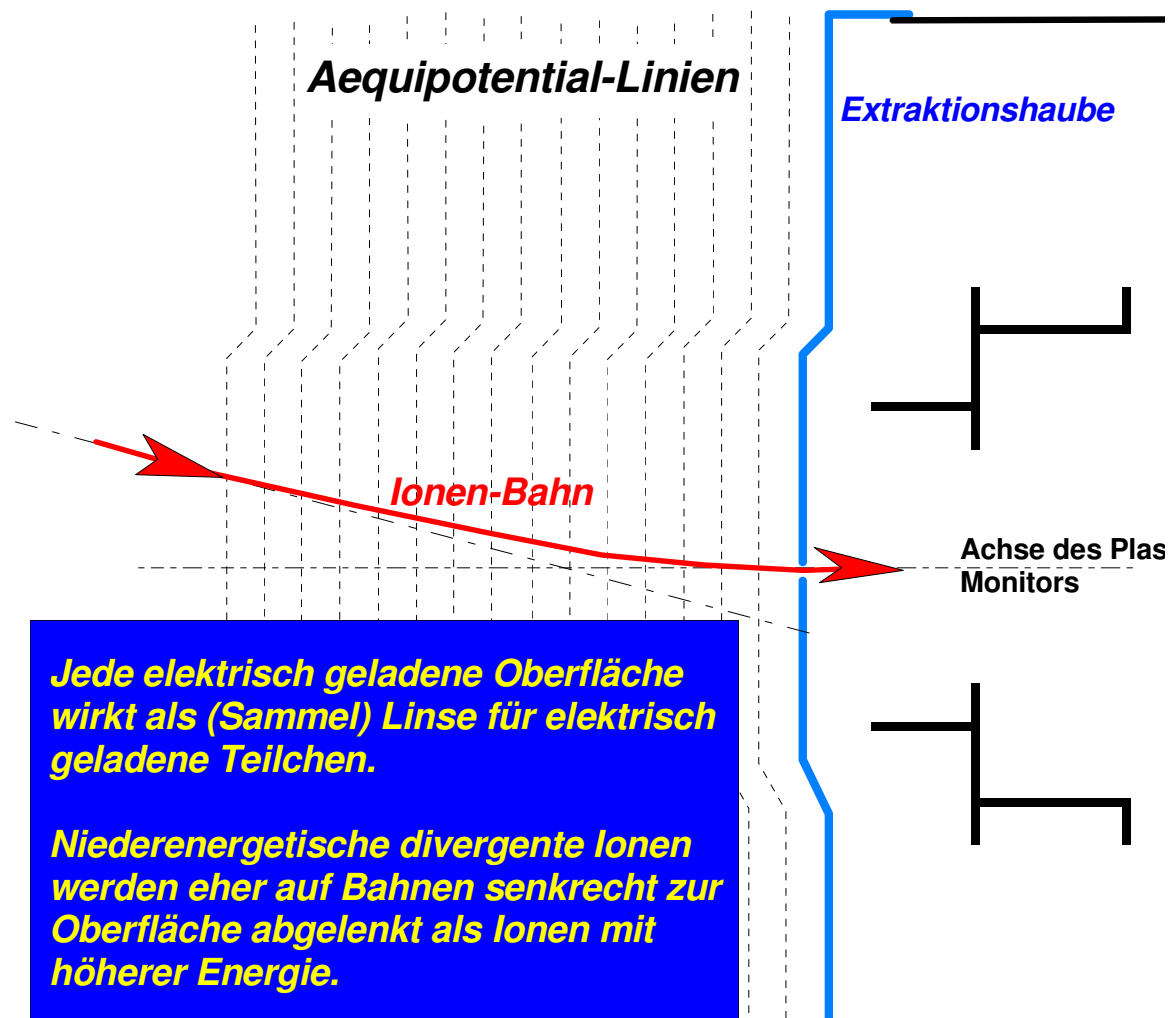 Aequipotential-Linien
Extraktionshaube
Ionen-Bahn
Achse des Plas
Monitors
Jede elektrisch geladene Oberfläche
wirkt als (Sammel) Linse für elektrisch
geladene Teilchen.
Niederenergetische divergente Ionen
werden eher auf Bahnen senkrecht zur
Oberfläche abgelenkt als Ionen mit
höherer Energie.